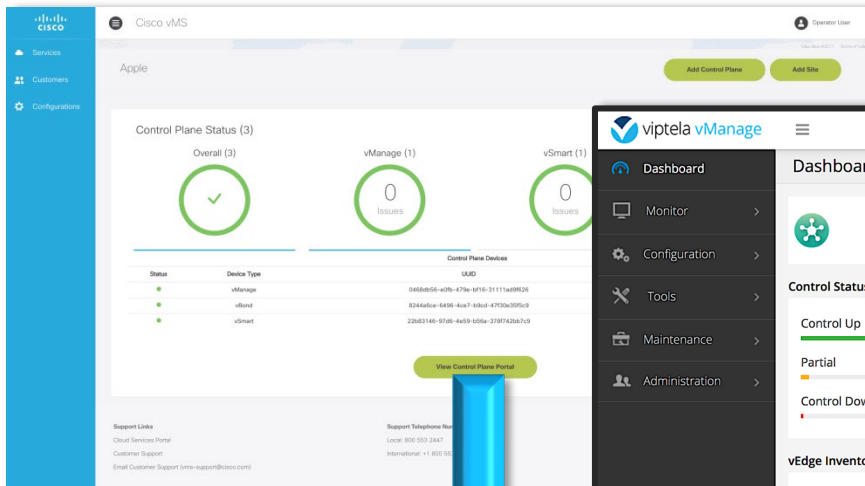 CISCO
Cisco vMS
Operator User
Services
Customers
Configurations
Apple
Add Control Plane
Add Site
Control Plane Status (3)
Overall (3)
vManage (1)
vSmart (1)
0
Issues
0
Issues
Control Plane Devices
Status
Device Type
UUID
vManage
0468db56-e0fb-479e-bf16-31111ad9f626
vBond
8244a6ce-6496-4ce7-b9cd-47f30e35f5c9
vSmart
22b83146-97d6-4e59-b56a-378f742bb7c9
View Control Plane Portal
Support Links
Cloud Services Portal
Customer Support
Email Customer Support (vms-support@cisco.com)
Support Telephone Nu
Local: 800 553 2447
International: +1 800 55
viptela vManage
Dashboard
Monitor
Configuration
Tools
Maintenance
Administration
Dashboar
Control Status
Control Up
Partial
Control Dow
vEdge Invento